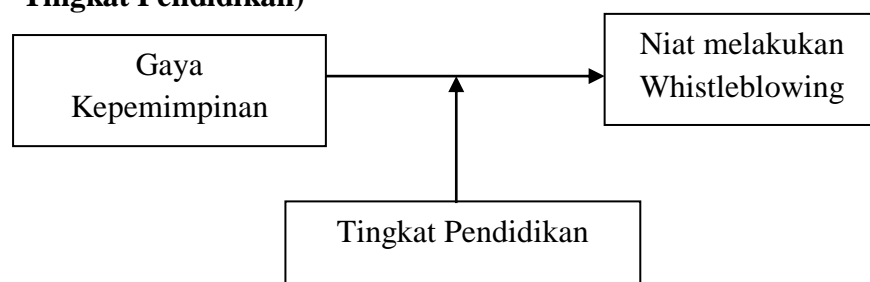 Tingkat Pendidikan)
Gaya
Kepemimpinan
Niat melakukan
Whistleblowing
Tingkat Pendidikan